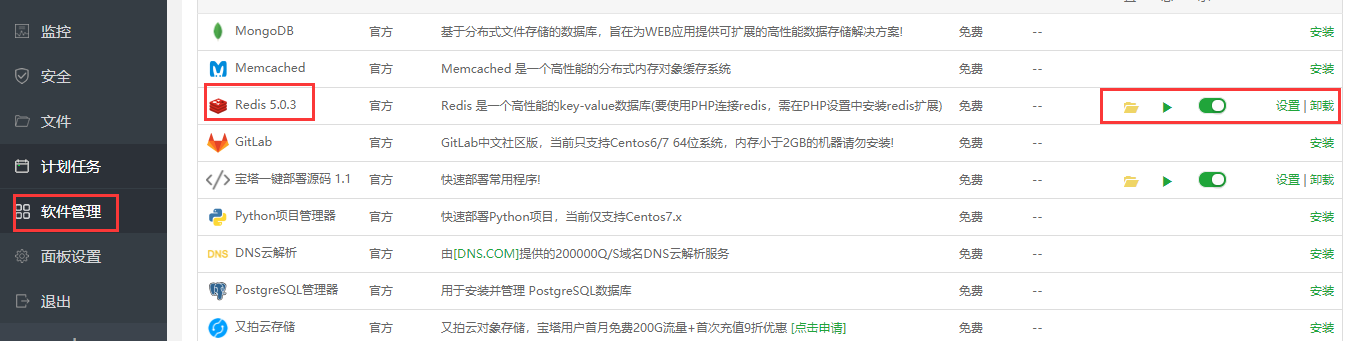 监控
安全
文件
计划任务
软件管理
面板设置
退出
MongoDB 官方 基于分布式文件存储的数据库，旨在为WEB应用提供可扩展的高性能数据存储解决方案! 免费 -- 安装
Memcached 官方 Memcached 是一个高性能的分布式内存对象缓存系统 免费 -- 安装
Redis 5.0.3 官方 Redis 是一个高性能的key-value数据库(要使用PHP连接redis，需在PHP设置中安装redis扩展) 免费 -- 设置 | 卸载
GitLab 官方 GitLab中文社区版，当前只支持Centos6/7 64位系统，内存小于2GB的机器请勿安装! 免费 -- 安装
宝塔一键部署源码 1.1 官方 快速部署常用程序! 免费 -- 设置 | 卸载
Python项目管理器 官方 快速部署Python项目，当前仅支持Centos7.x 免费 -- 安装
DNS DNS云解析 官方 由[DNS.COM]提供的200000Q/S域名DNS云解析服务 免费 -- 安装
PostgreSQL管理器 官方 用于安装并管理 PostgreSQL数据库 免费 -- 安装
又拍云存储 官方 又拍云对象存储，宝塔用户首月免费200G流量+首次充值9折优惠 [点击申请] 免费 -- 安装